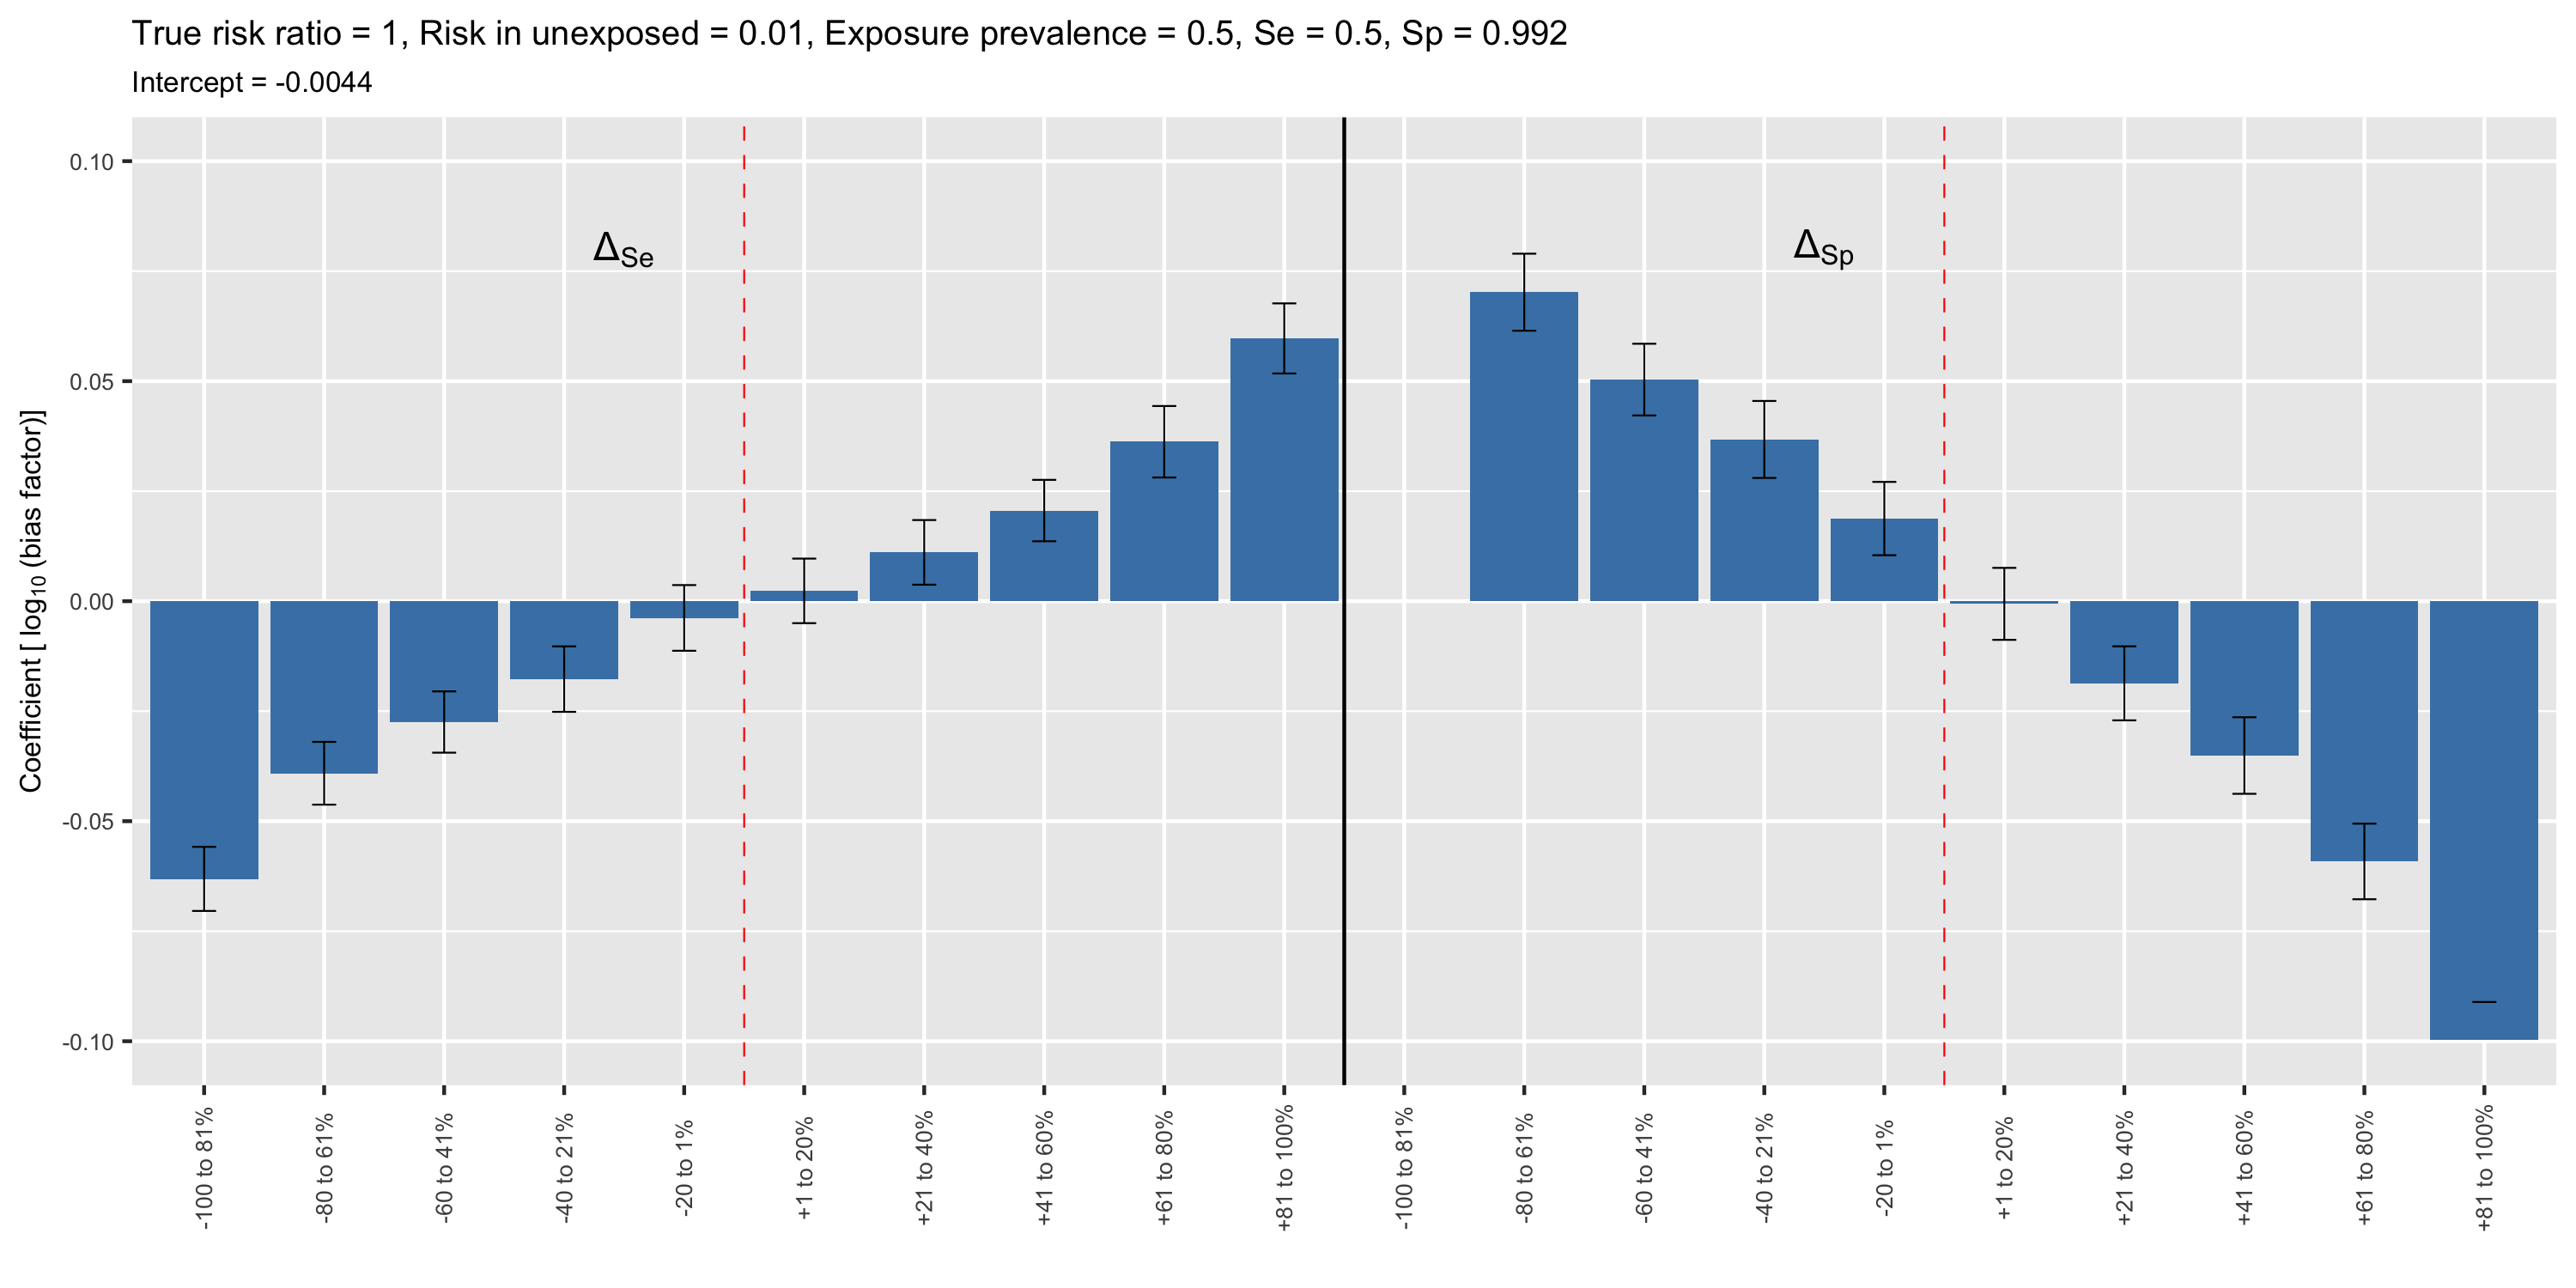 True risk ratio = 1, Risk in unexposed = 0.01, Exposure prevalence = 0.5, Se = 0.5, Sp = 0.992
Intercept = -0.0044
Coefficient [ log10 (bias factor)]
0.10
0.05
0.00
-0.05
-0.10
ΔSe
ΔSp
-100 to 81%
-80 to 61%
-60 to 41%
-40 to 21%
-20 to 1%
+1 to 20%
+21 to 40%
+41 to 60%
+61 to 80%
+81 to 100%
-100 to 81%
-80 to 61%
-60 to 41%
-40 to 21%
-20 to 1%
+1 to 20%
+21 to 40%
+41 to 60%
+61 to 80%
+81 to 100%